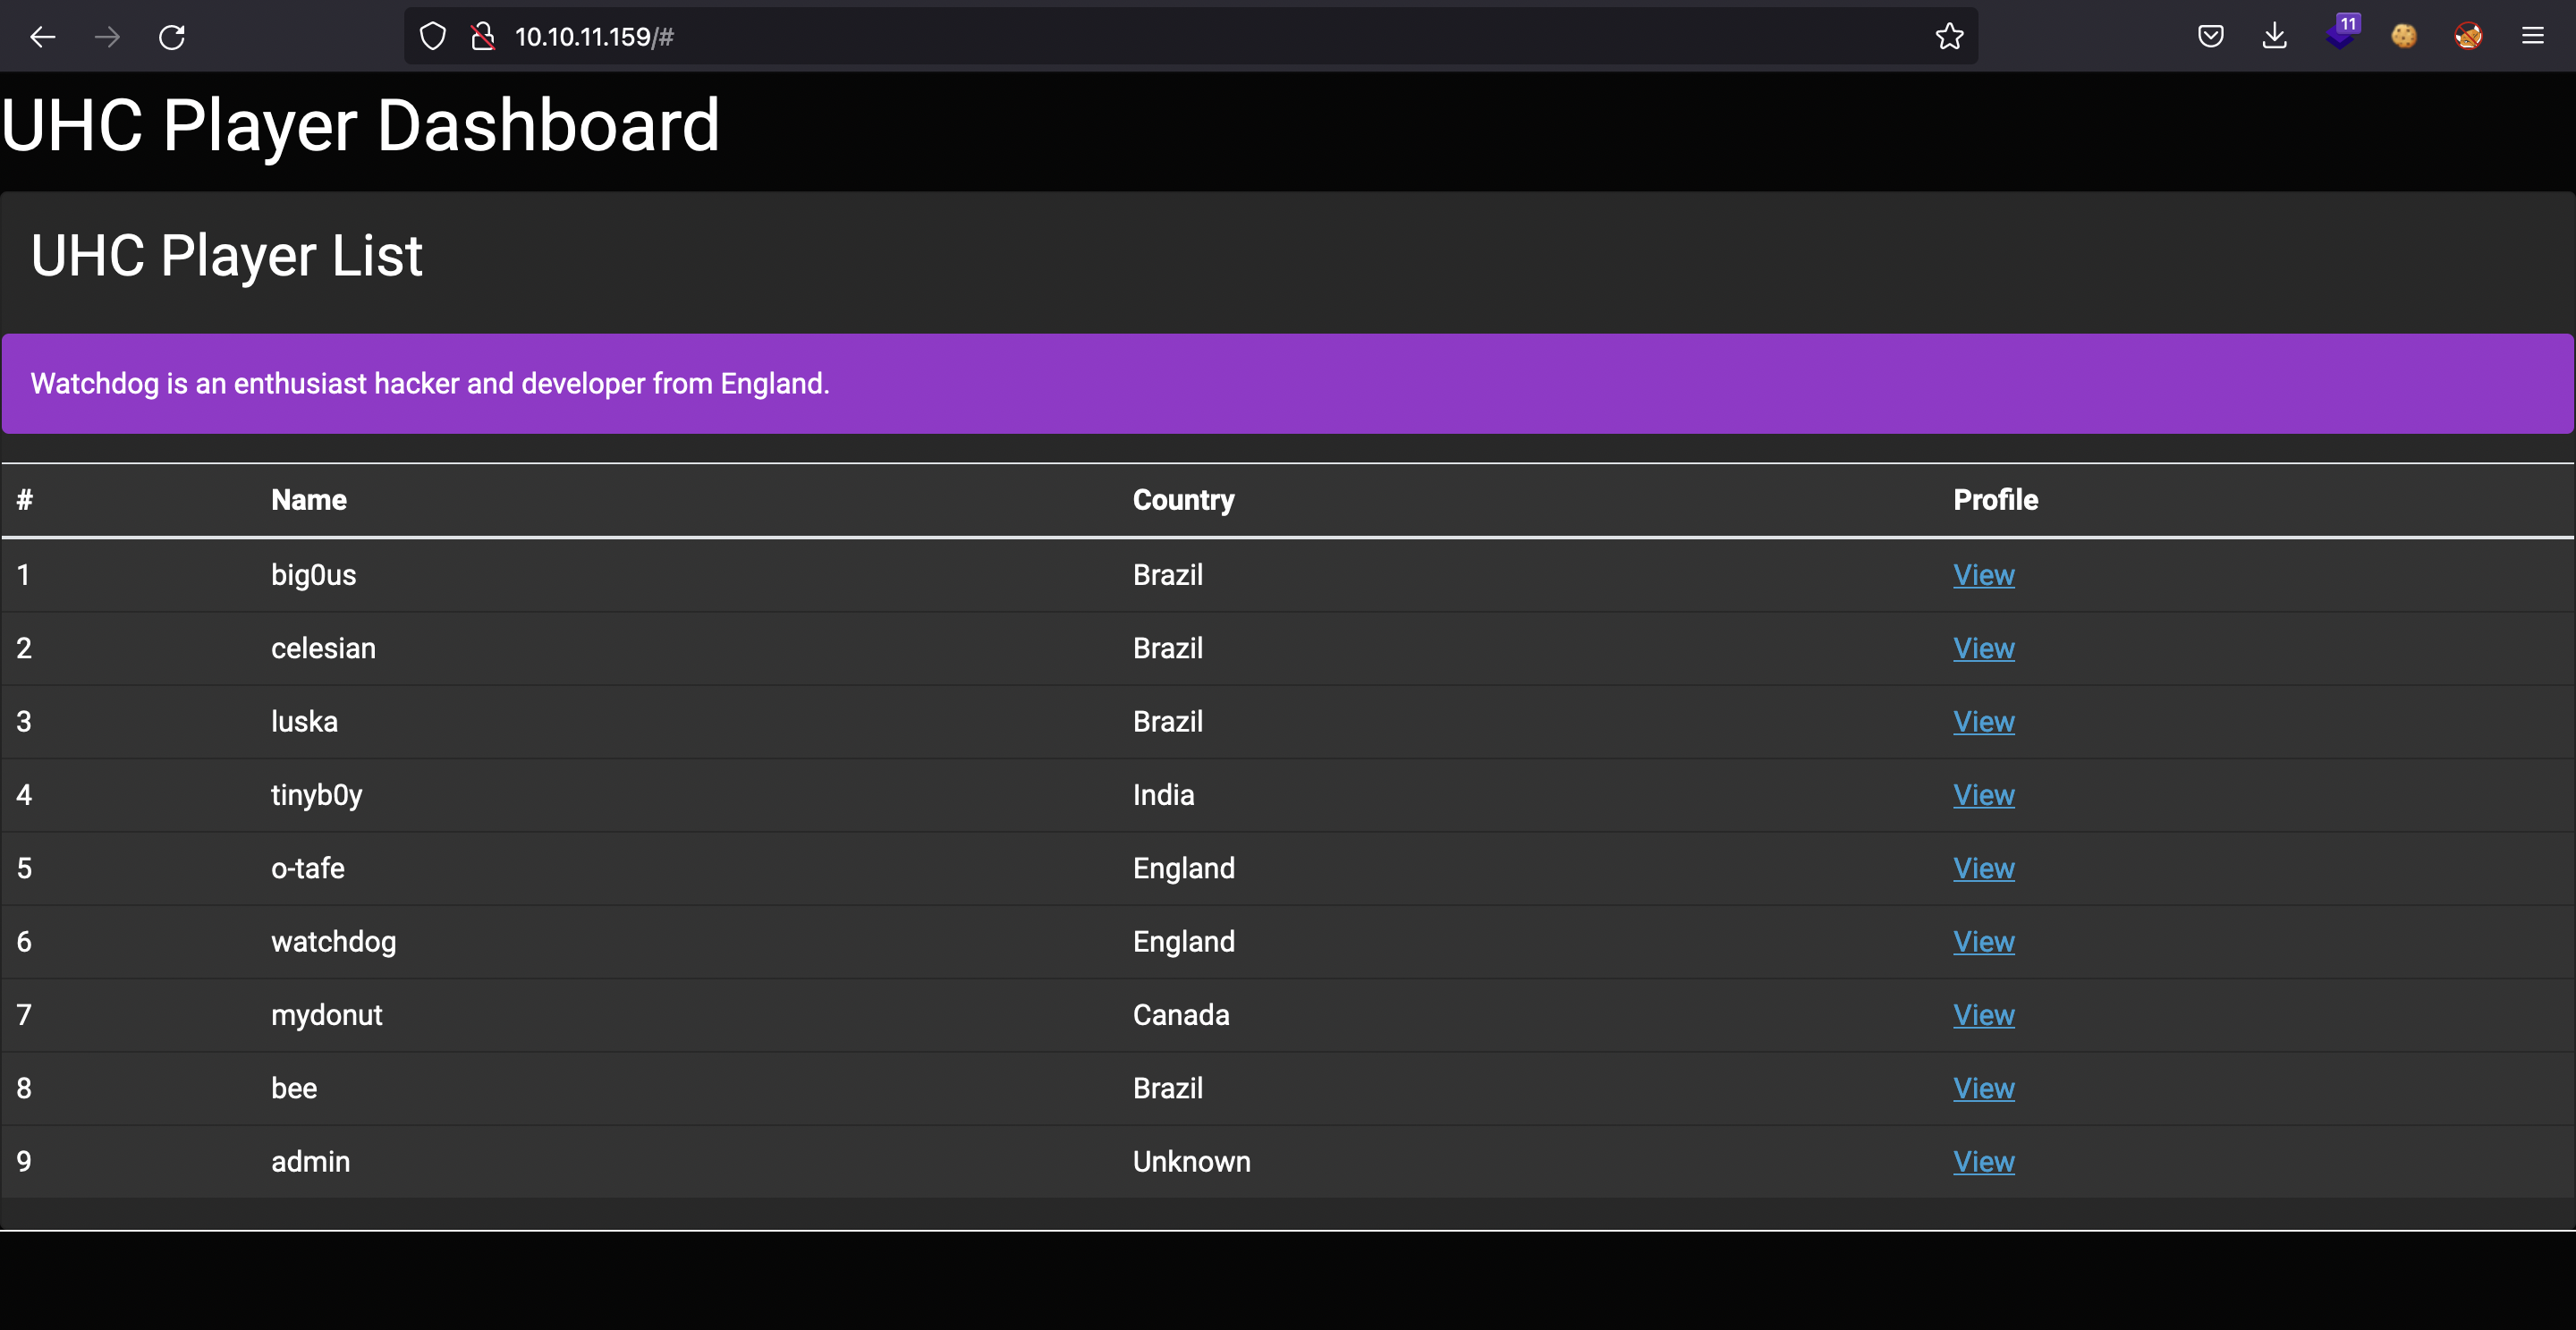 10.10.11.159/#
11
UHC Player Dashboard
UHC Player List
Watchdog is an enthusiast hacker and developer from England.
# Name Country Profile
1 big0us Brazil View
2 celesian Brazil View
3 luska Brazil View
4 tinyb0y India View
5 o-tafe England View
6 watchdog England View
7 mydonut Canada View
8 bee Brazil View
9 admin Unknown View